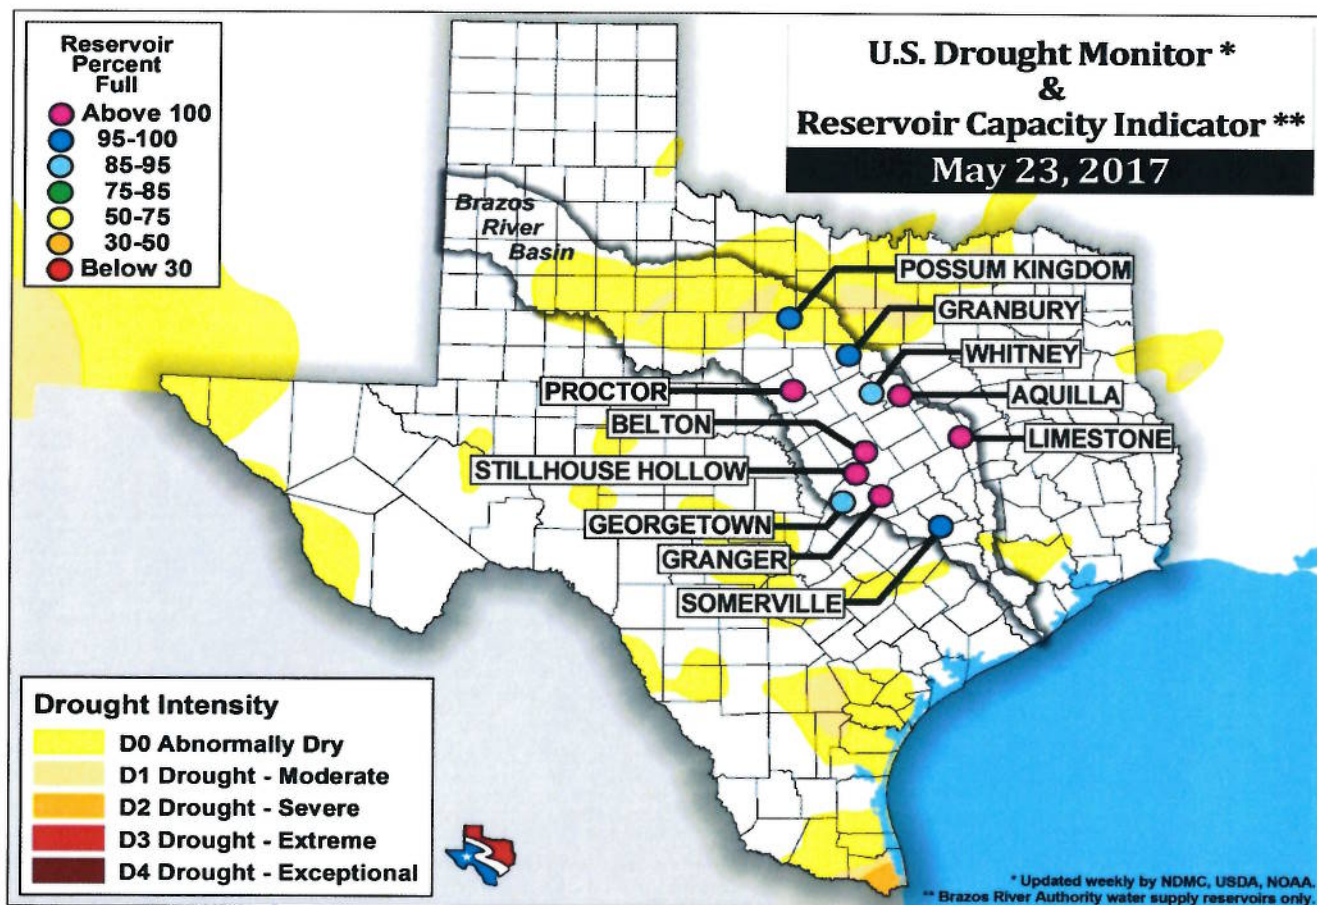 Reservoir
Percent
Full
Above 100
95-100
85-95
75-85
50-75
30-50
Below 30
U.S. Drought Monitor *
&
Reservoir Capacity Indicator **
May 23, 2017
Brazos
River
Basin
POSSUM KINGDOM
GRANBURY
WHITNEY
PROCTOR
AQUILLA
BELTON
LIMESTONE
STILLHOUSE HOLLOW
GEORGETOWN
GRANGER
SOMERVILLE
Drought Intensity
D0 Abnormally Dry
D1 Drought - Moderate
D2 Drought - Severe
D3 Drought - Extreme
D4 Drought - Exceptional
* Updated weekly by NDMC, USDA, NOAA.
** Brazos River Authority water supply reservoirs only.